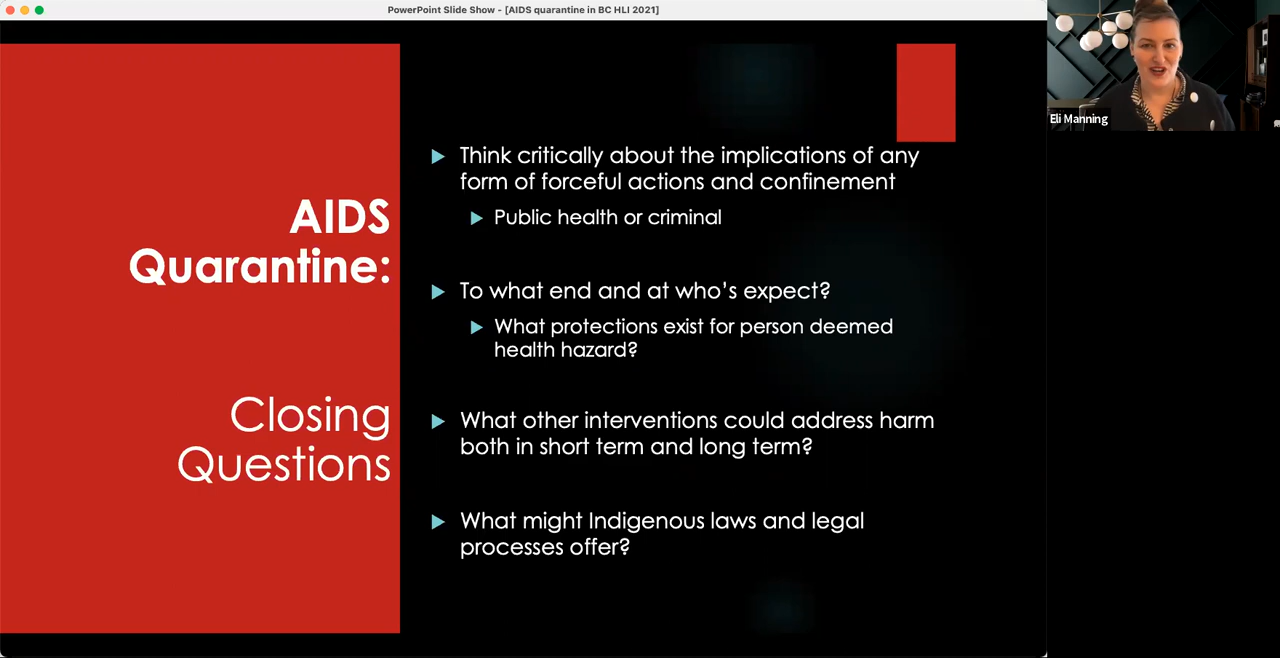 PowerPoint Slide Show - [AIDS quarantine in BC HLI 2021]
AIDS
Quarantine:
Closing
Questions
Think critically about the implications of any
form of forceful actions and confinement
Public health or criminal
To what end and at who's expect?
What protections exist for person deemed
health hazard?
What other interventions could address harm
both in short term and long term?
What might Indigenous laws and legal
processes offer?
Eli Manning